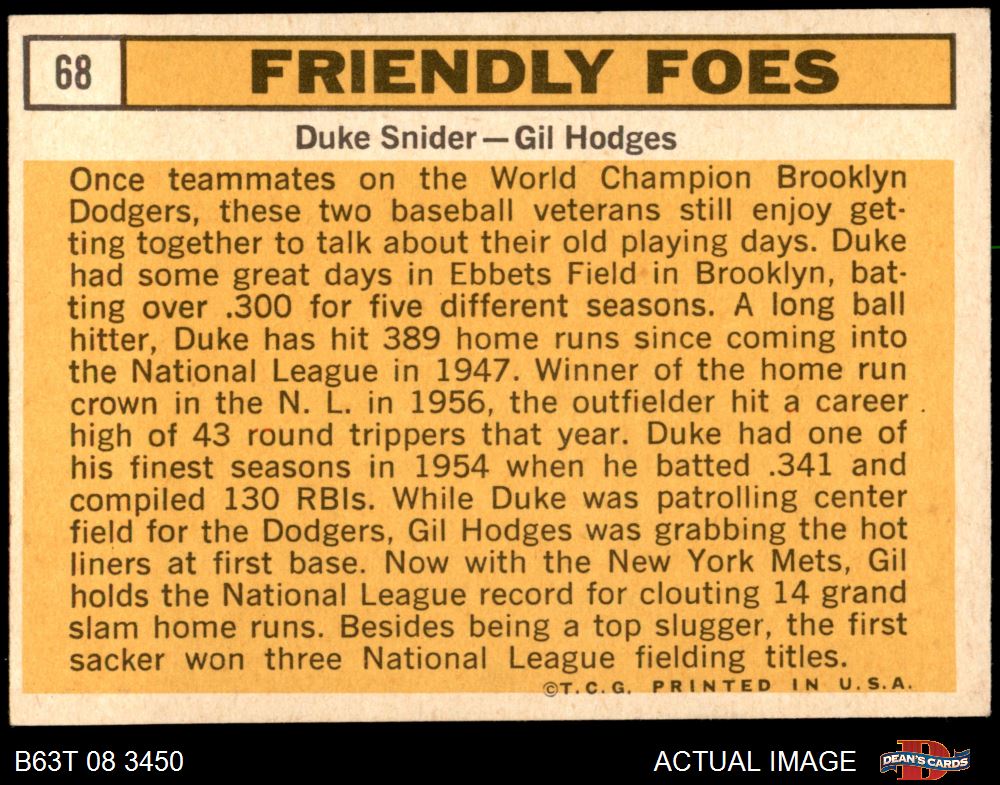 68
FRIENDLY FOES
Duke Snider—Gil Hodges
Once teammates on the World Champion Brooklyn
Dodgers, these two baseball veterans still enjoy get-
ting together to talk about their old playing days. Duke
had some great days in Ebbets Field in Brooklyn, bat-
ting over .300 for five different seasons. A long ball
hitter, Duke has hit 389 home runs since coming into
the National League in 1947. Winner of the home run
crown in the N. L. in 1956, the outfielder hit a career
high of 43 round trippers that year. Duke had one of
his finest seasons in 1954 when he batted .341 and
compiled 130 RBIs. While Duke was patrolling center
field for the Dodgers, Gil Hodges was grabbing the hot
liners at first base. Now with the New York Mets, Gil
holds the National League record for clouting 14 grand
slam home runs. Besides being a top slugger, the first
sacker won three National League fielding titles.
©T.C.G. PRINTED IN U.S.A.
B63T 08 3450
ACTUAL IMAGE
D
DEAN'S CARDS